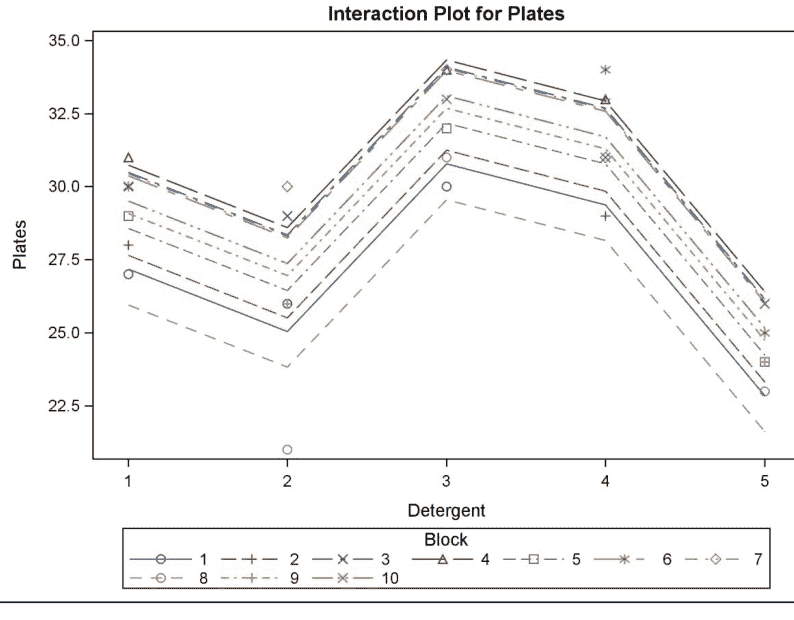 Interaction Plot for Plates
Plates
35.0
32.5
30.0
27.5
25.0
22.5
1 2 3 4 5
Detergent
Block
1 2 3 4 5 6 7
8 9 10